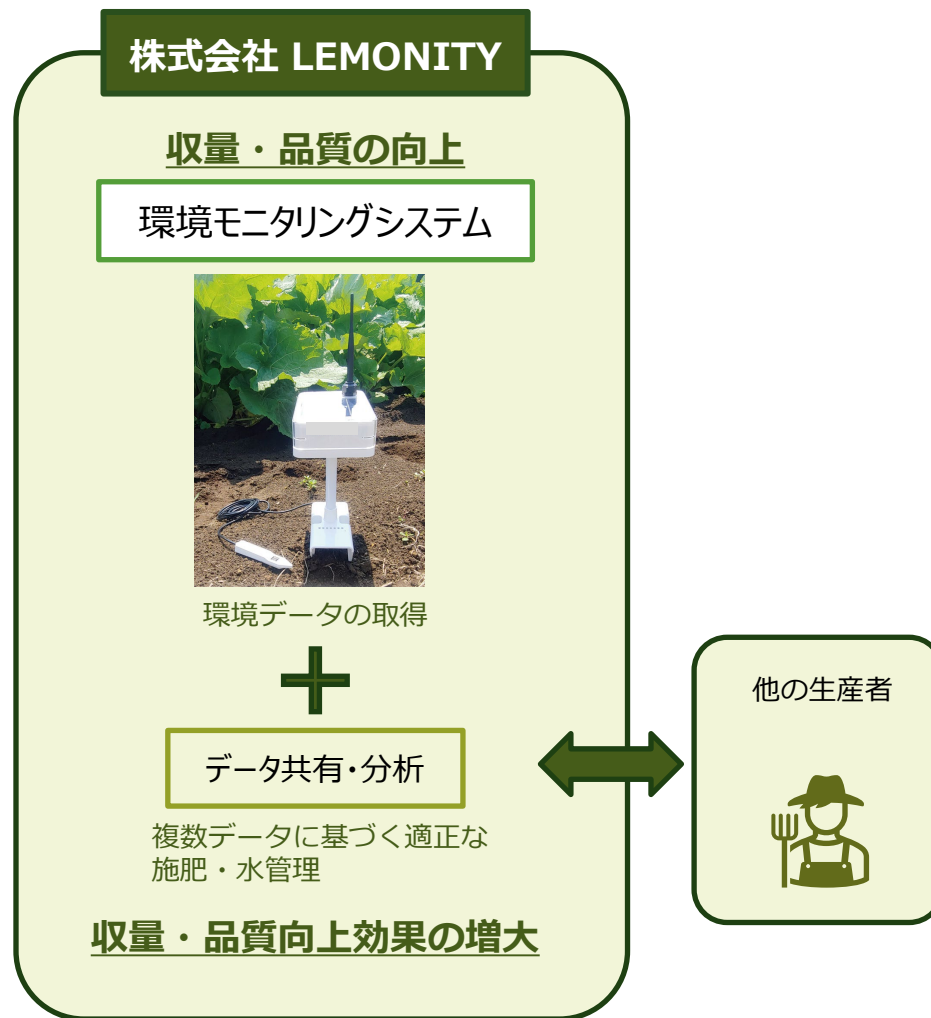 株式会社 LEMONITY
収量・品質の向上
環境モニタリングシステム
環境データの取得
データ共有・分析
複数データに基づく適正な
施肥・水管理
収量・品質向上効果の増大
他の生産者